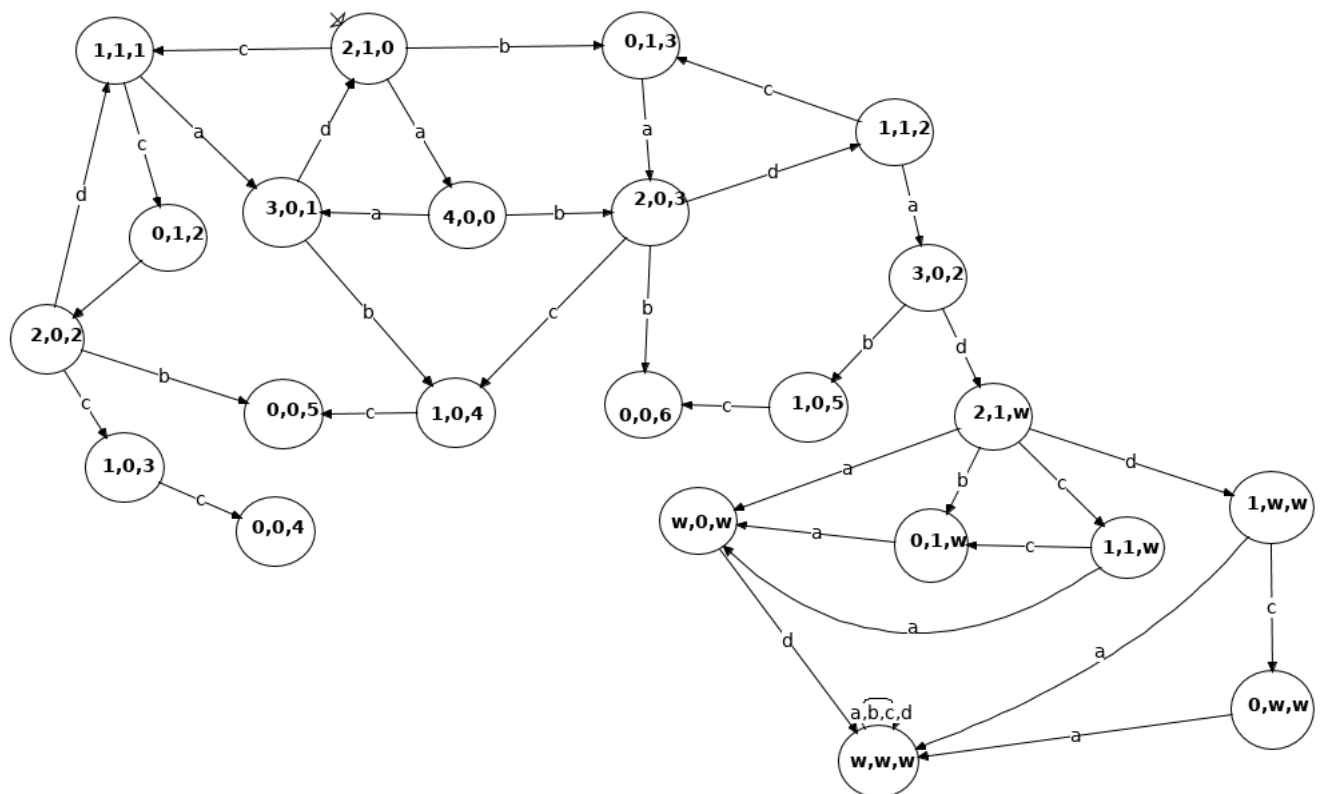 1,1,1
c
2,1,0
b
0,1,3
c
1,1,2
a
c
d
a
a
d
d
3,0,1
a
4,0,0
b
2,0,3
a
0,1,2
3,0,2
b
c
b
b
d
2,0,2
b
0,0,5
c
1,0,4
0,0,6
c
1,0,5
2,1,w
c
1,0,3
c
0,0,4
a
b
c
d
1,w,w
w,0,w
a
0,1,w
c
1,1,w
c
a
d
a
a,b,c,d
0,w,w
a
w,w,w